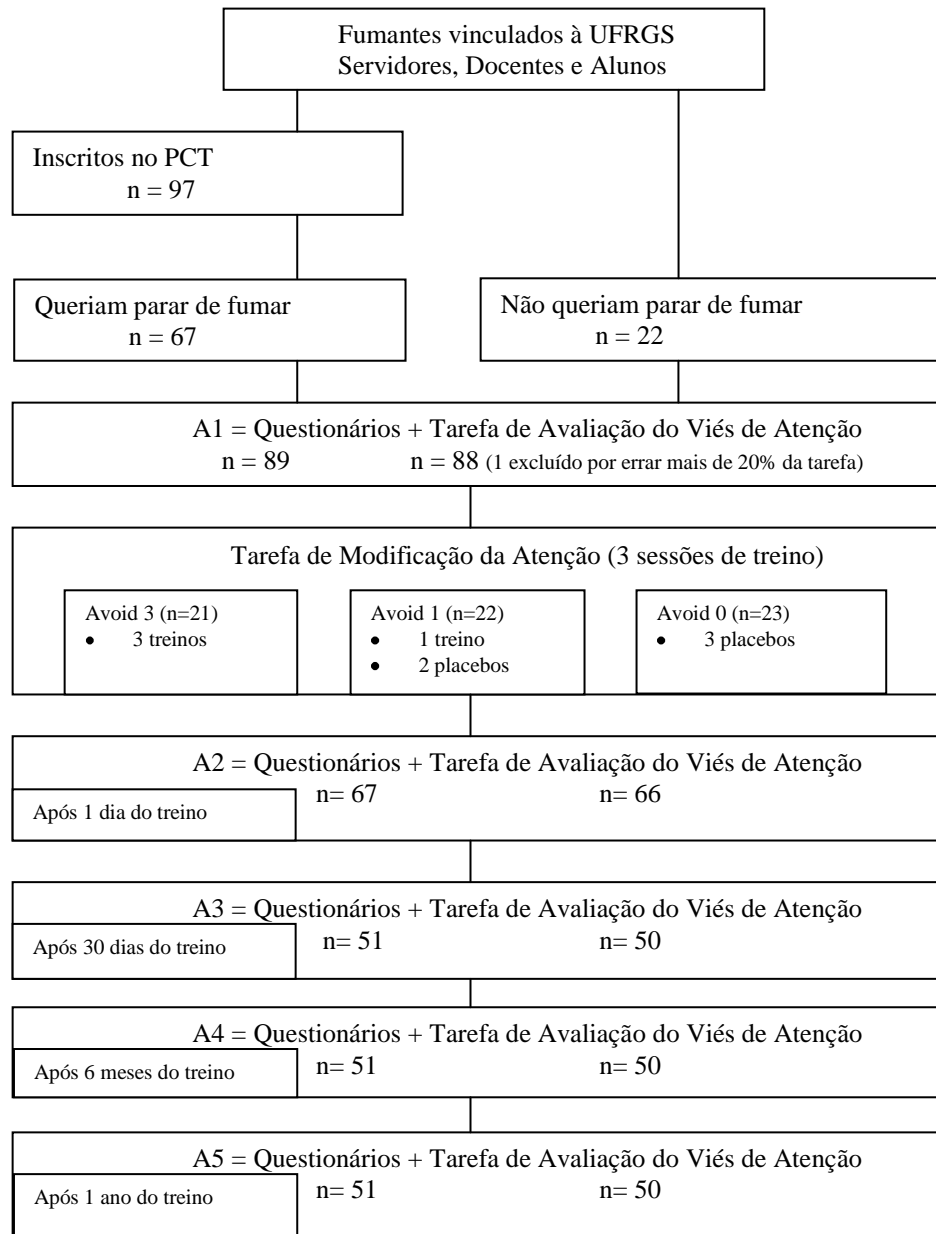 Fumantes vinculados à UFRGS
Servidores, Docentes e Alunos
Inscritos no PCT
n = 97
Queriam parar de fumar
n = 67
Não queriam parar de fumar
n = 22
A1 = Questionários + Tarefa de Avaliação do Viés de Atenção
n = 89 n = 88 (1 excluído por errar mais de 20% da tarefa)
Tarefa de Modificação da Atenção (3 sessões de treino)
Avoid 3 (n=21)
• 3 treinos
Avoid 1 (n=22)
• 1 treino
• 2 placebos
Avoid 0 (n=23)
• 3 placebos
A2 = Questionários + Tarefa de Avaliação do Viés de Atenção
n= 67 n= 66
Após 1 dia do treino
A3 = Questionários + Tarefa de Avaliação do Viés de Atenção
n= 51 n= 50
Após 30 dias do treino
A4 = Questionários + Tarefa de Avaliação do Viés de Atenção
n= 51 n= 50
Após 6 meses do treino
A5 = Questionários + Tarefa de Avaliação do Viés de Atenção
n= 51 n= 50
Após 1 ano do treino